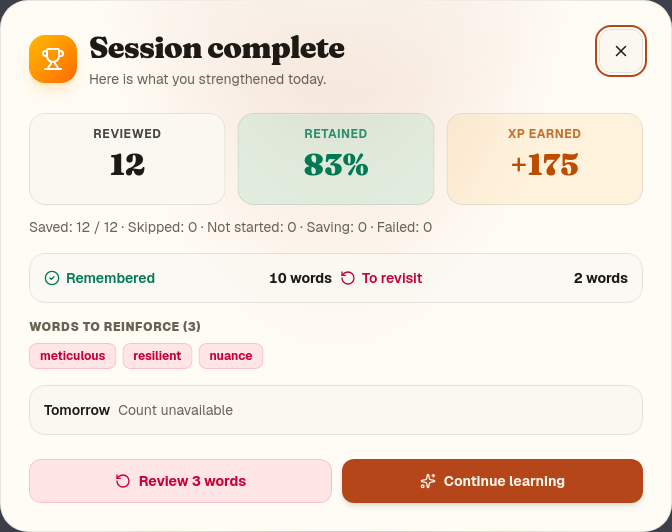 Session complete
Here is what you strengthened today.
REVIEWED
12
RETAINED
83%
XP EARNED
+175
Saved: 12 / 12 · Skipped: 0 · Not started: 0 · Saving: 0 · Failed: 0
Remembered 10 words To revisit 2 words
WORDS TO REINFORCE (3)
meticulous resilient nuance
Tomorrow Count unavailable
Review 3 words Continue learning